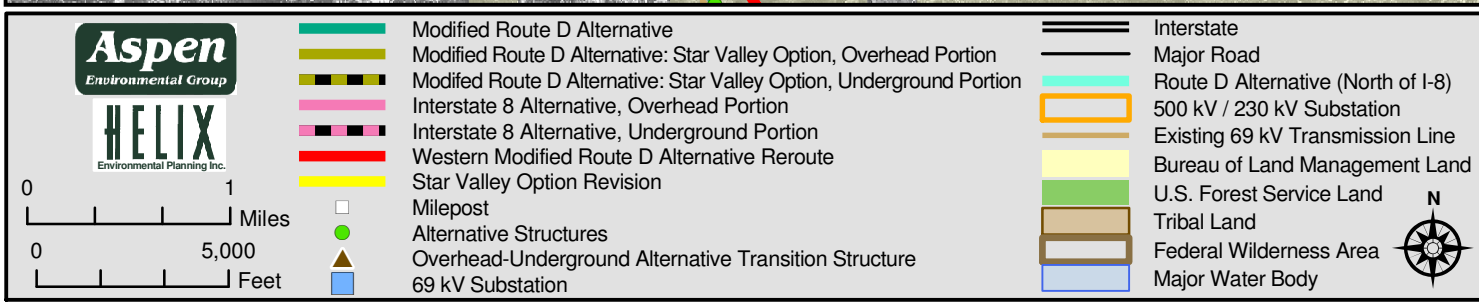 Aspen
Environmental Group
HELIX
Environmental Planning Inc.
0 1
Miles
0 5,000
Feet
Modified Route D Alternative
Modified Route D Alternative: Star Valley Option, Overhead Portion
Modifed Route D Alternative: Star Valley Option, Underground Portion
Interstate 8 Alternative, Overhead Portion
Interstate 8 Alternative, Underground Portion
Western Modified Route D Alternative Reroute
Star Valley Option Revision
Milepost
Alternative Structures
Overhead-Underground Alternative Transition Structure
69 kV Substation
Interstate
Major Road
Route D Alternative (North of I-8)
500 kV / 230 kV Substation
Existing 69 kV Transmission Line
Bureau of Land Management Land
U.S. Forest Service Land
Tribal Land
Federal Wilderness Area
Major Water Body
N